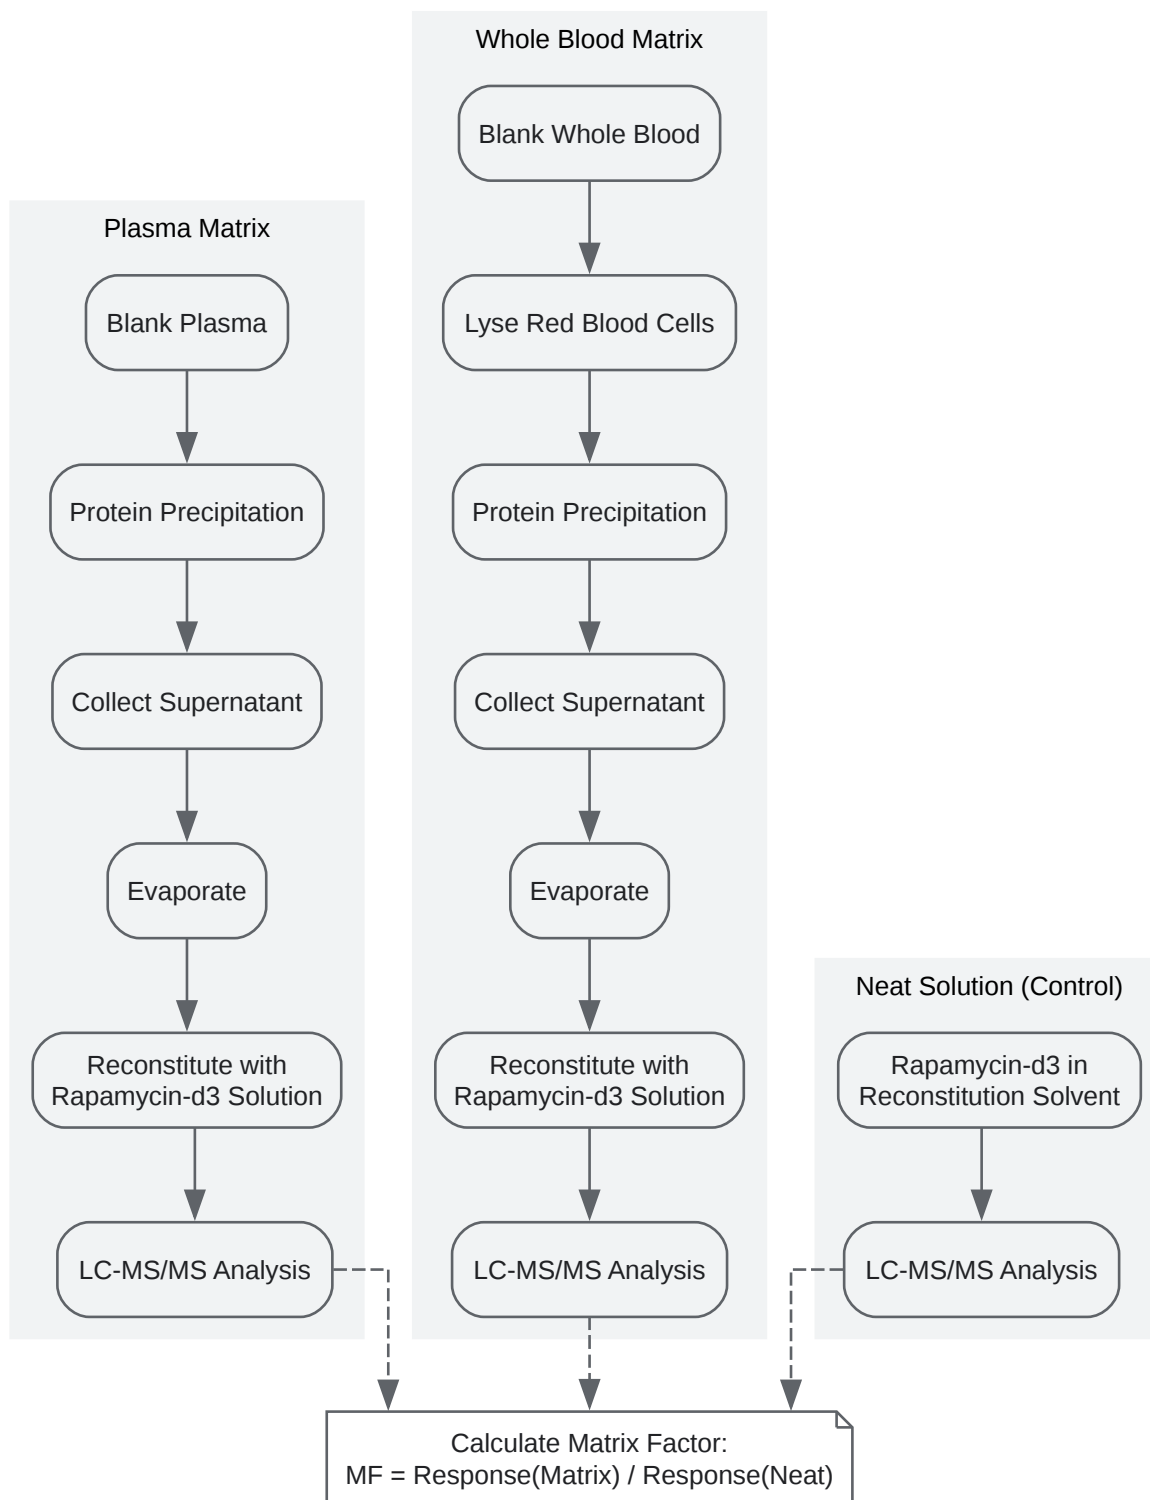 Whole Blood Matrix
Blank Whole Blood
Lyse Red Blood Cells
Protein Precipitation
Collect Supernatant
Evaporate
Reconstitute with
Rapamycin-d3 Solution
LC-MS/MS Analysis
Plasma Matrix
Blank Plasma
Protein Precipitation
Collect Supernatant
Evaporate
Reconstitute with
Rapamycin-d3 Solution
LC-MS/MS Analysis
Neat Solution (Control)
Rapamycin-d3 in
Reconstitution Solvent
LC-MS/MS Analysis
Calculate Matrix Factor:
MF = Response(Matrix) / Response(Neat)